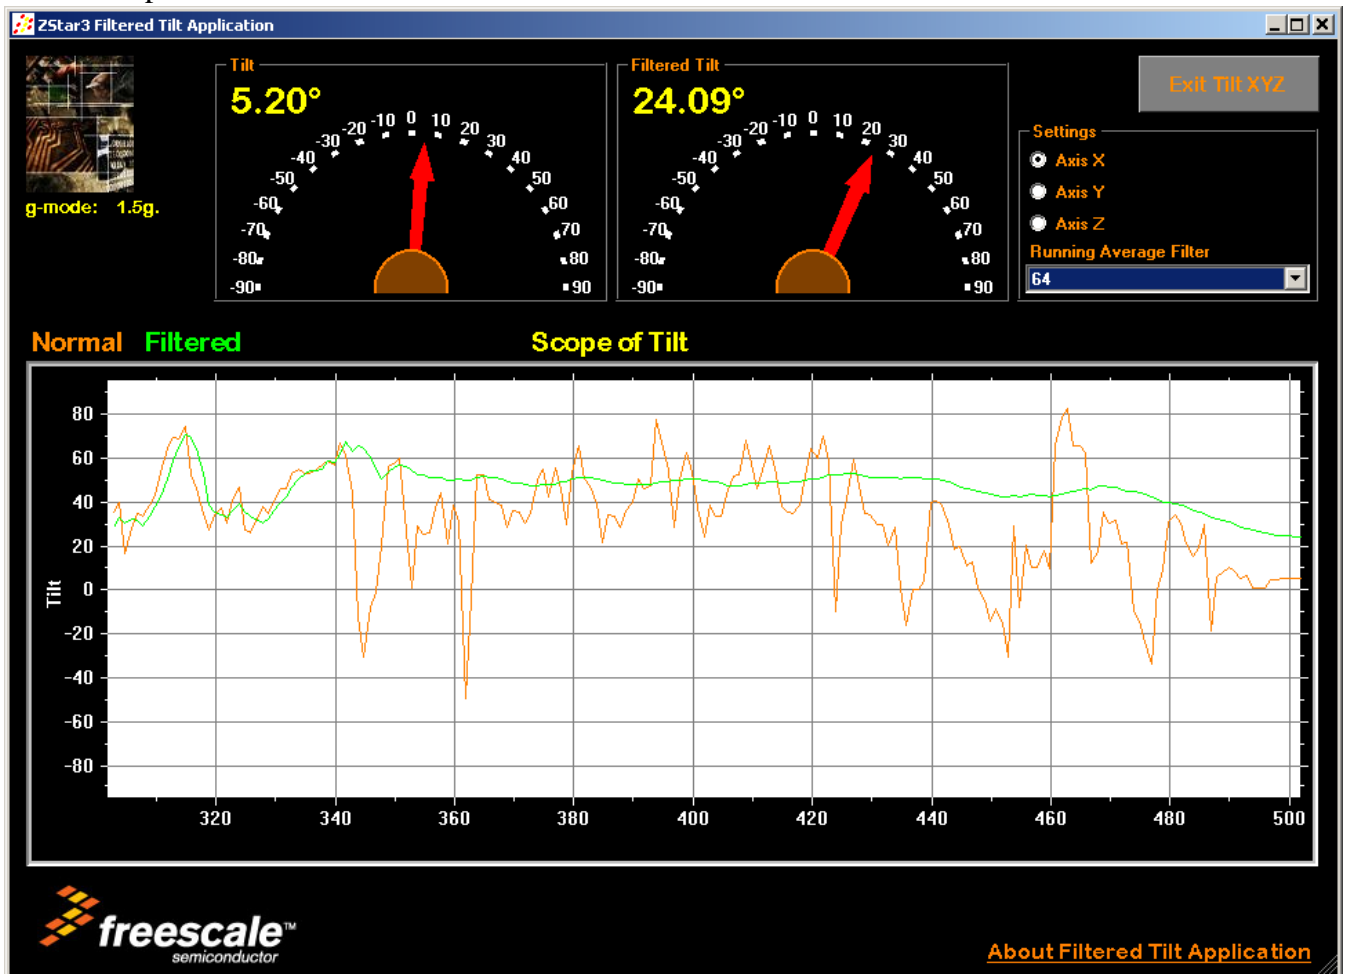 ZStar3 Filtered Tilt Application
g-mode: 1.5g.
Tilt
5.20°
-90 -80 -70 -60 -50 -40 -30 -20 -10 0 10 20 30 40 50 60 70 80 90
Filtered Tilt
24.09°
-90 -80 -70 -60 -50 -40 -30 -20 -10 0 10 20 30 40 50 60 70 80 90
Exit Tilt XYZ
Settings
Axis X
Axis Y
Axis Z
Running Average Filter
64
Normal Filtered
Scope of Tilt
Tilt
80
60
40
20
0
-20
-40
-60
-80
320 340 360 380 400 420 440 460 480 500
freescale™
semiconductor
About Filtered Tilt Application